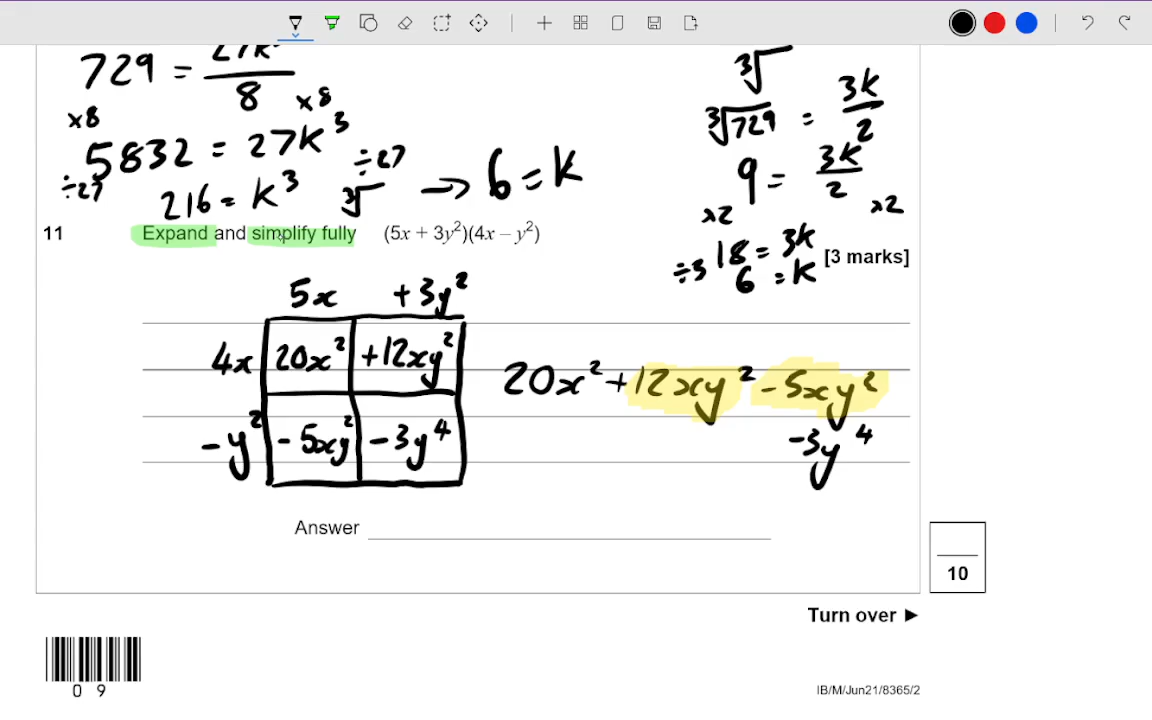 729 = 27k³/8
×8 ×8
5832 = 27k³
÷27 ÷27
216 = k³ ∛ → 6 = k
∛
∛729 = 3k/2
9 = 3k/2
×2 ×2
18 = 3k
÷3 6 = k
11 Expand and simplify fully (5x + 3y²)(4x – y²)
[3 marks]
5x +3y²
4x 20x² +12xy²
-y² -5xy² -3y⁴
20x² + 12xy² - 5xy²
-3y⁴
Answer
10
Turn over ►
0 9
IB/M/Jun21/8365/2